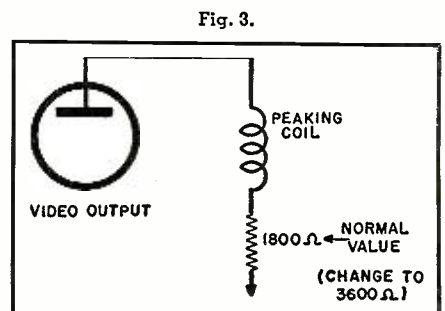 Fig. 3.
PEAKING
COIL
VIDEO OUTPUT
1800Ω
NORMAL
VALUE
(CHANGE TO
3600Ω)